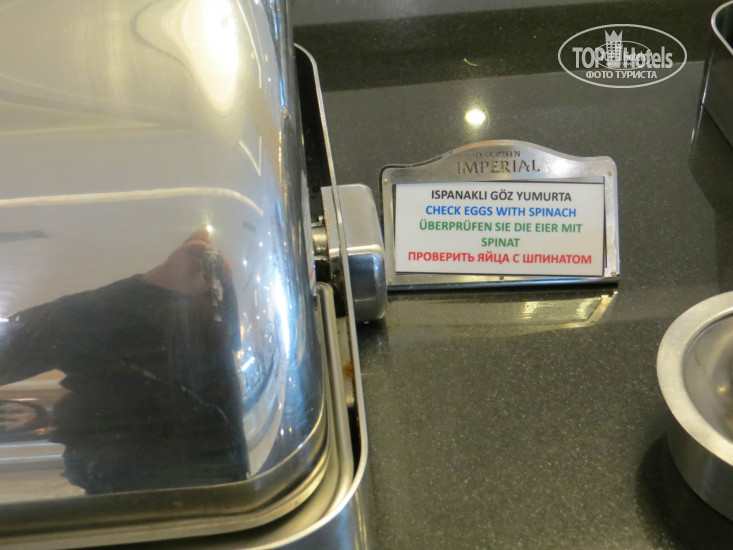 TOP Hotels
ФОТО ТУРИСТА
IMPERIAL
ISPANAKLI GÖZ YUMURTA
CHECK EGGS WITH SPINACH
ÜBERPRÜFEN SIE DIE EIER MIT
SPINAT
ПРОВЕРИТЬ ЯЙЦА С ШПИНАТОМ